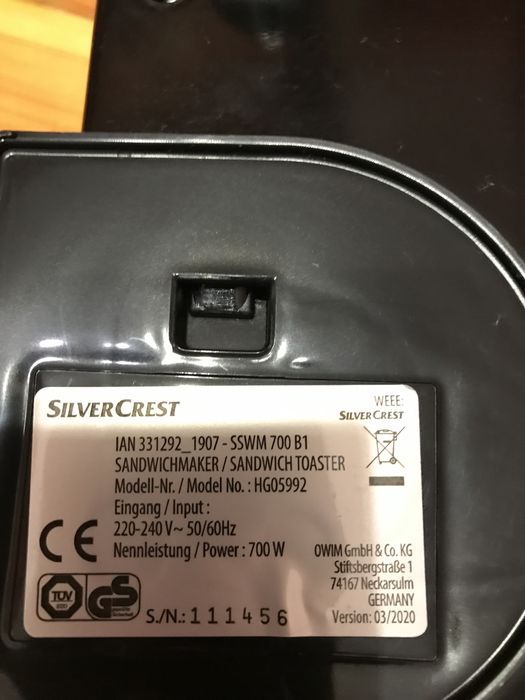 SILVERCREST
WEEE:
SILVERCREST
IAN 331292_1907 - SSWM 700 B1
SANDWICHMAKER / SANDWICH TOASTER
Modell-Nr. / Model No. : HG05992
Eingang / Input :
220-240 V~ 50/60Hz
Nennleistung / Power : 700 W
CE
OWIM GmbH & Co. KG
Stiftsbergstraße 1
74167 Neckarsulm
GERMANY
Version: 03/2020
TÜV
GS
S./N.: 111456